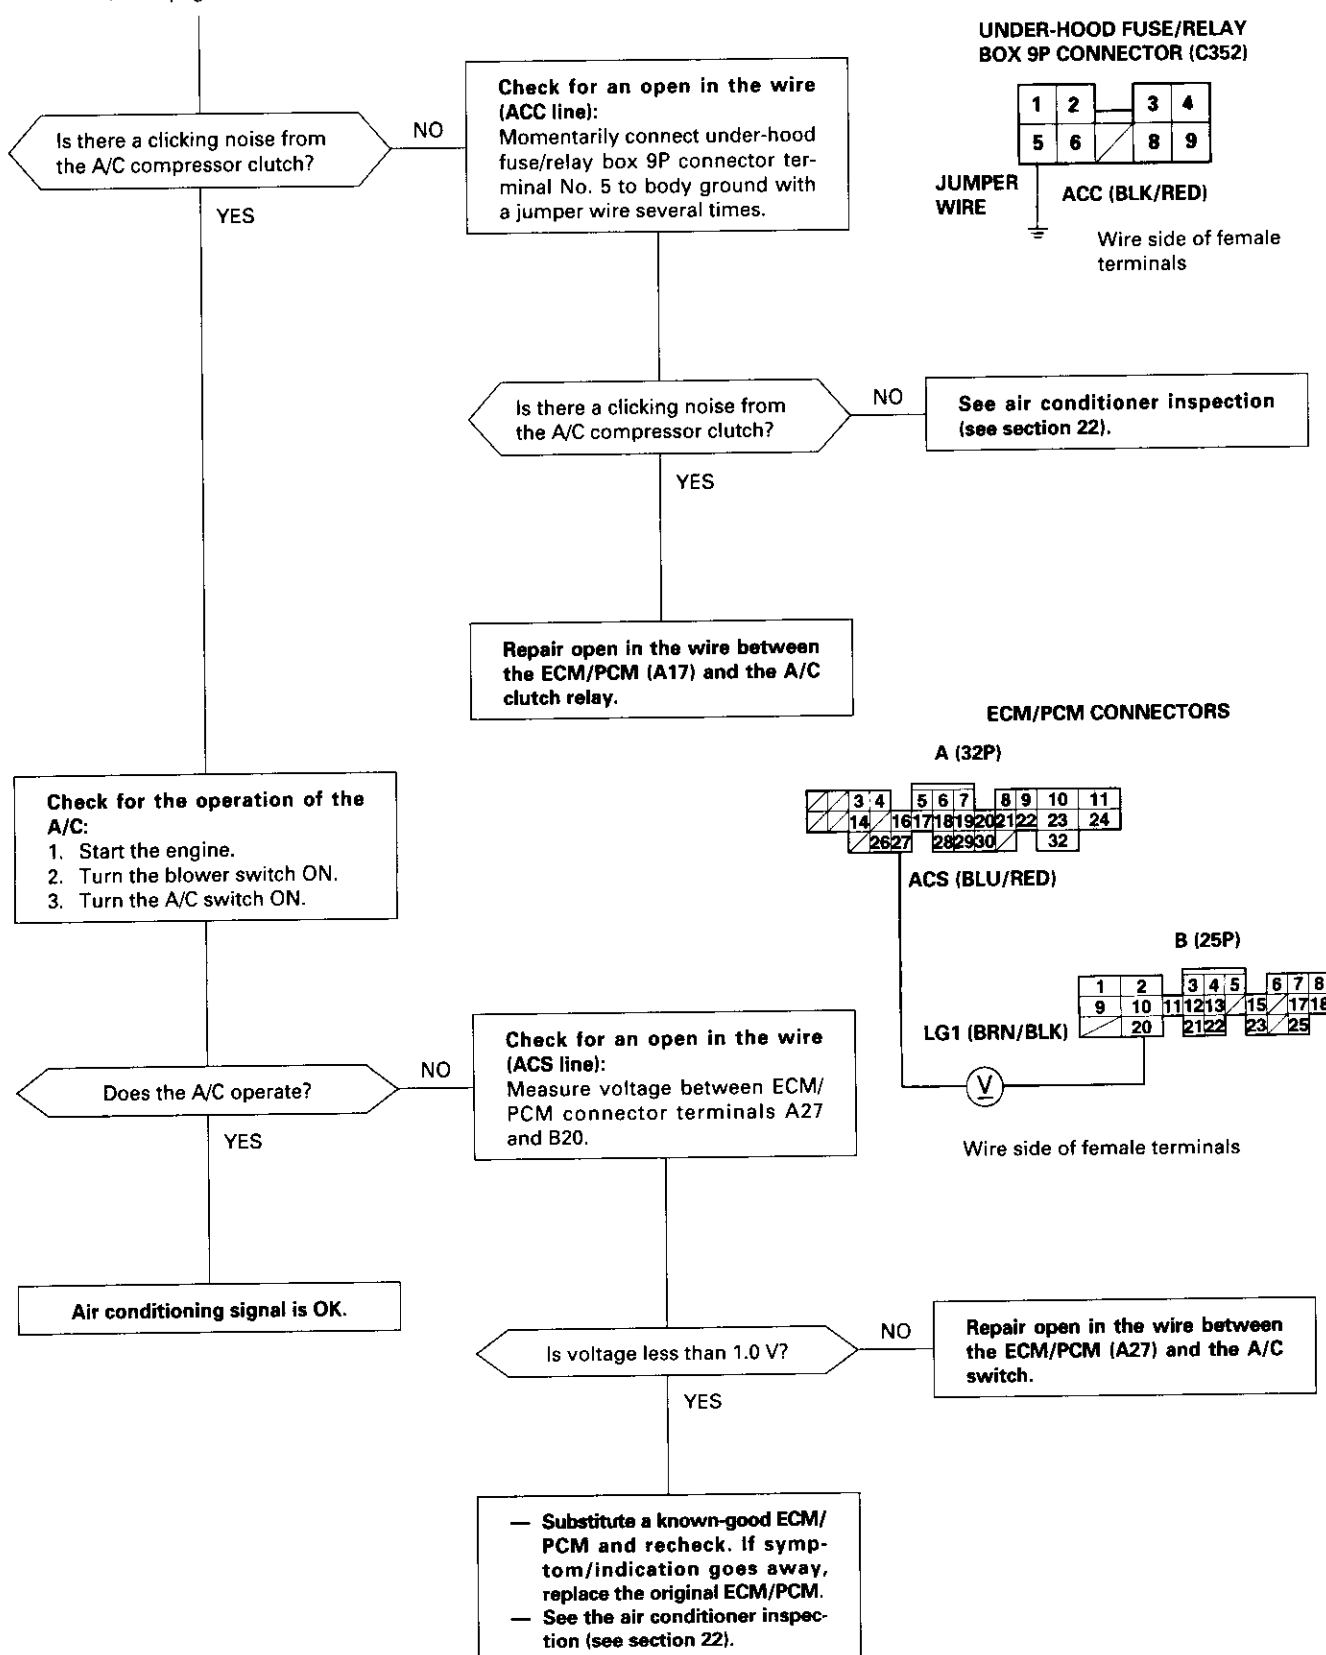 UNDER-HOOD FUSE/RELAY
BOX 9P CONNECTOR (C352)
1 2 3 4
5 6 8 9
JUMPER
WIRE
ACC (BLK/RED)
Wire side of female
terminals
Is there a clicking noise from
the A/C compressor clutch?
NO
YES
Check for an open in the wire
(ACC line):
Momentarily connect under-hood
fuse/relay box 9P connector ter-
minal No. 5 to body ground with
a jumper wire several times.
Is there a clicking noise from
the A/C compressor clutch?
NO
YES
See air conditioner inspection
(see section 22).
Repair open in the wire between
the ECM/PCM (A17) and the A/C
clutch relay.
ECM/PCM CONNECTORS
A (32P)
3 4 5 6 7 8 9 10 11
14 16 17 18 19 20 21 22 23 24
26 27 28 29 30 32
ACS (BLU/RED)
B (25P)
1 2 3 4 5 6 7 8
9 10 11 12 13 15 17 18
20 21 22 23 25
LG1 (BRN/BLK)
V
Wire side of female terminals
Check for the operation of the
A/C:
1. Start the engine.
2. Turn the blower switch ON.
3. Turn the A/C switch ON.
Does the A/C operate?
NO
YES
Check for an open in the wire
(ACS line):
Measure voltage between ECM/
PCM connector terminals A27
and B20.
Air conditioning signal is OK.
Is voltage less than 1.0 V?
NO
YES
Repair open in the wire between
the ECM/PCM (A27) and the A/C
switch.
— Substitute a known-good ECM/
PCM and recheck. If symp-
tom/indication goes away,
replace the original ECM/PCM.
— See the air conditioner inspec-
tion (see section 22).